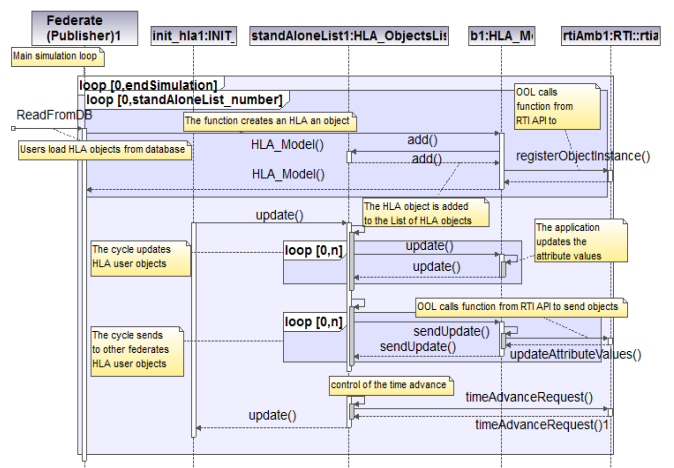 Federate
(Publisher)1
init_hla1:INIT_
standAloneList1:HLA_ObjectsLis
b1:HLA_Mo
rtiAmb1:RTI::rtia
Main simulation loop
loop [0,endSimulation]
loop [0,standAloneList_number]
OOL calls
function from
RTI API to
ReadFromDB
The function creates an HLA an object
Users load HLA objects from database
HLA_Model()
add()
add()
registerObjectInstance()
HLA_Model()
The HLA object is added
to the List of HLA objects
update()
The application
updates the
attribute values
The cycle updates
HLA user objects
loop [0,n]
update()
update()
OOL calls function from RTI API to send objects
The cycle sends
to other federates
HLA user objects
loop [0,n]
sendUpdate()
sendUpdate()
updateAttributeValues()
control of the time advance
timeAdvanceRequest()
update()
timeAdvanceRequest()1